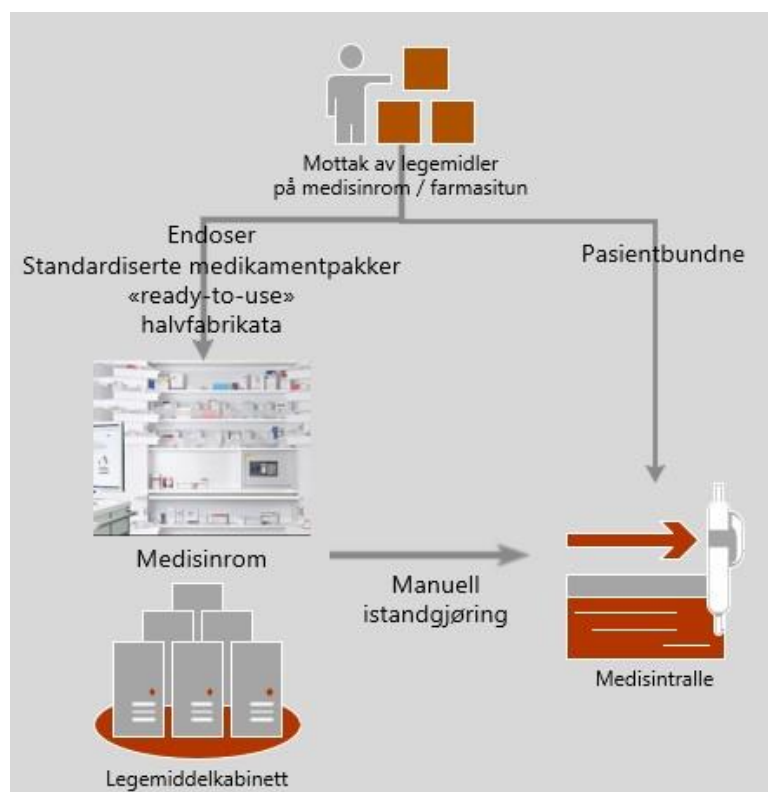 Mottak av legemidler
på medisinrom / farmasitun
Endoser
Standardiserte medikamentpakker
«ready-to-use»
halvfabrikata
Pasientbundne
Medisinrom
Manuell
istandgjøring
Medisintralle
Legemiddelkabinett